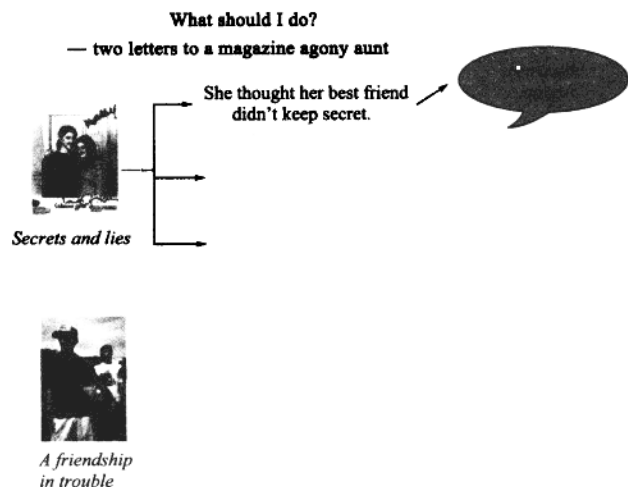 What should I do?
— two letters to a magazine agony aunt
She thought her best friend
didn't keep secret.
Secrets and lies
A friendship
in trouble